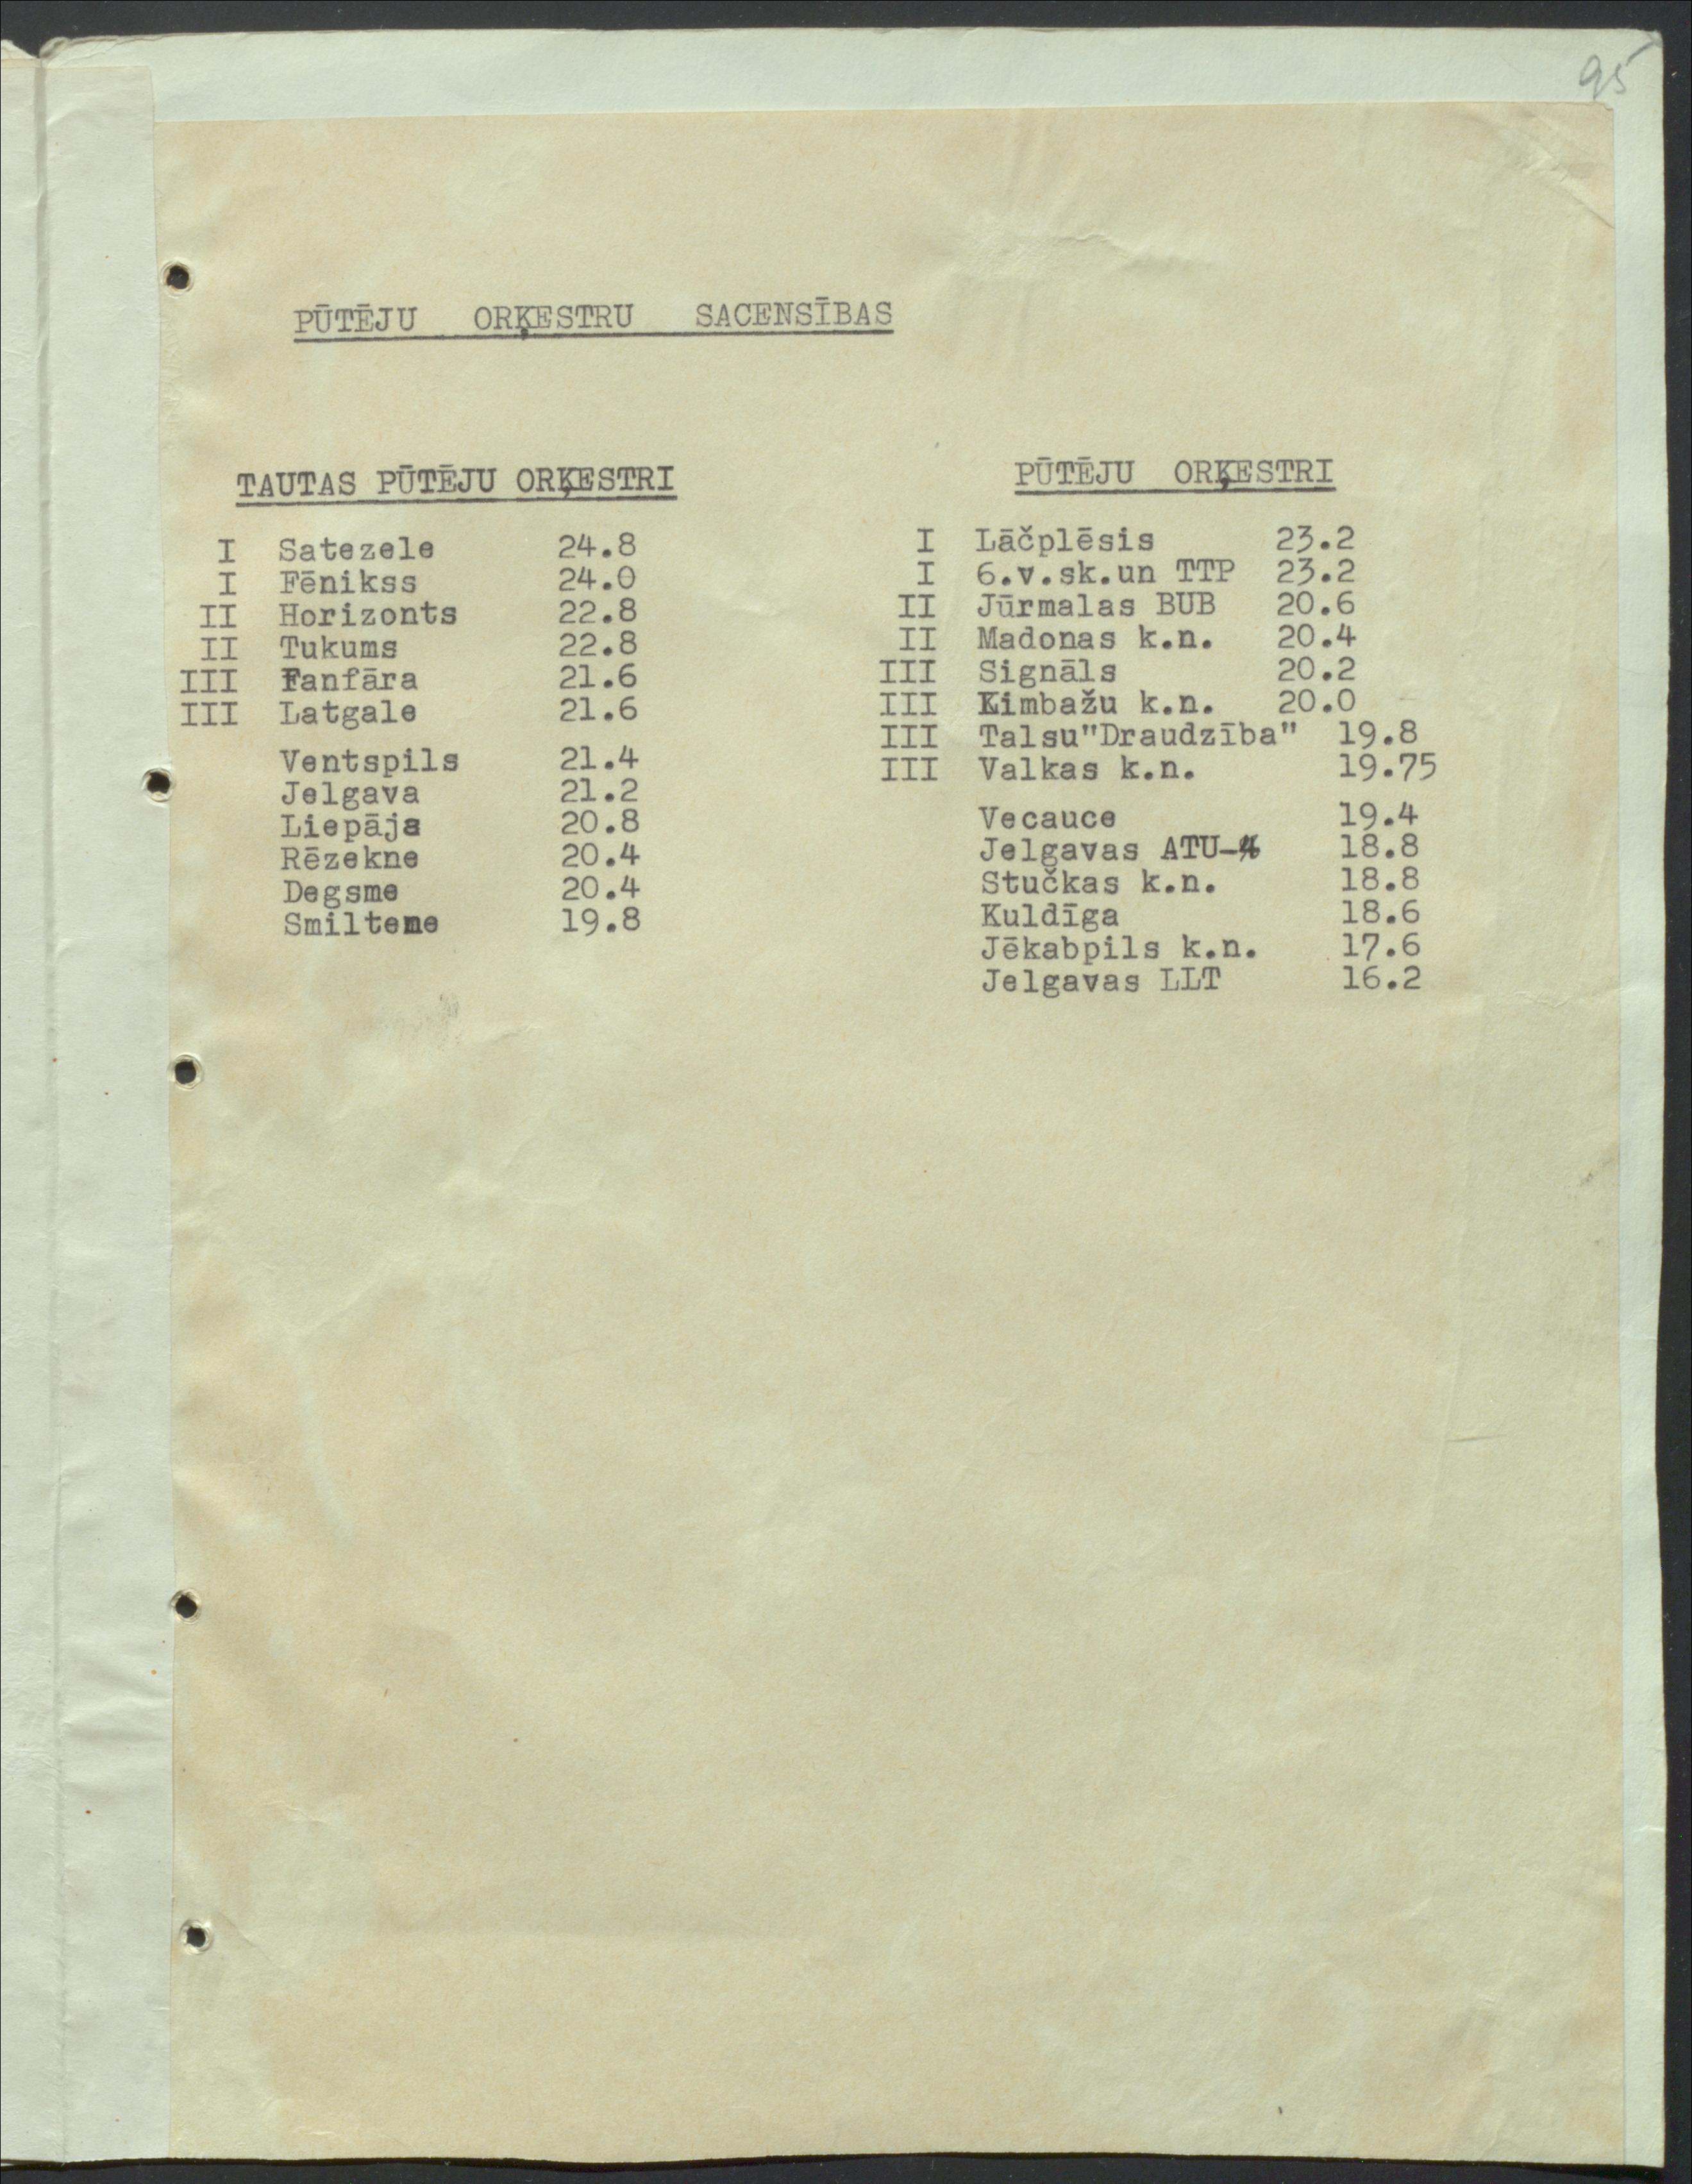 95
PŪTĒJU ORĶESTRU SACENSĪBAS
TAUTAS PŪTĒJU ORĶESTRI
I Satezele 24.8
I Fēnikss 24.0
II Horizonts 22.8
II Tukums 22.8
III Fanfāra 21.6
III Latgale 21.6
Ventspils 21.4
Jelgava 21.2
Liepāja 20.8
Rēzekne 20.4
Degsme 20.4
Smiltene 19.8
PŪTĒJU ORĶESTRI
I Lāčplēsis 23.2
I 6.v.sk.un TTP 23.2
II Jūrmalas BUB 20.6
II Madonas k.n. 20.4
III Signāls 20.2
III Limbažu k.n. 20.0
III Talsu"Draudzība" 19.8
III Valkas k.n. 19.75
Vecauce 19.4
Jelgavas ATU-4 18.8
Stučkas k.n. 18.8
Kuldīga 18.6
Jēkabpils k.n. 17.6
Jelgavas LLT 16.2